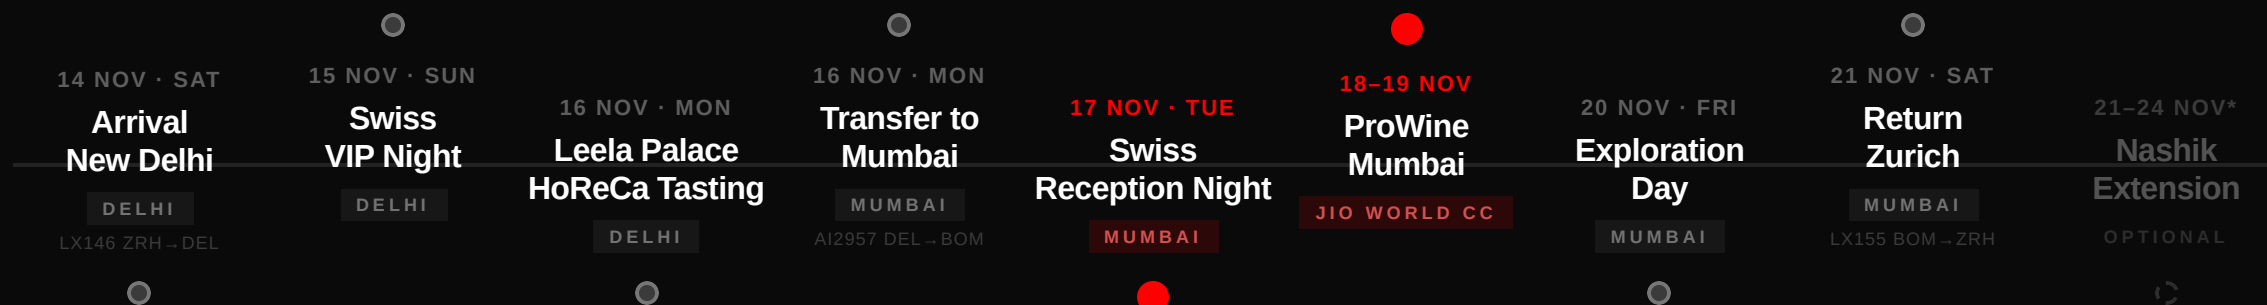 14 NOV · SAT
Arrival
New Delhi
DELHI
LX146 ZRH→DEL
15 NOV · SUN
Swiss
VIP Night
DELHI
16 NOV · MON
Leela Palace
HoReCa Tasting
DELHI
16 NOV · MON
Transfer to
Mumbai
MUMBAI
AI2957 DEL→BOM
17 NOV · TUE
Swiss
Reception Night
MUMBAI
18–19 NOV
ProWine
Mumbai
JIO WORLD CC
20 NOV · FRI
Exploration
Day
MUMBAI
21 NOV · SAT
Return
Zurich
MUMBAI
LX155 BOM→ZRH
21–24 NOV*
Nashik
Extension
OPTIONAL